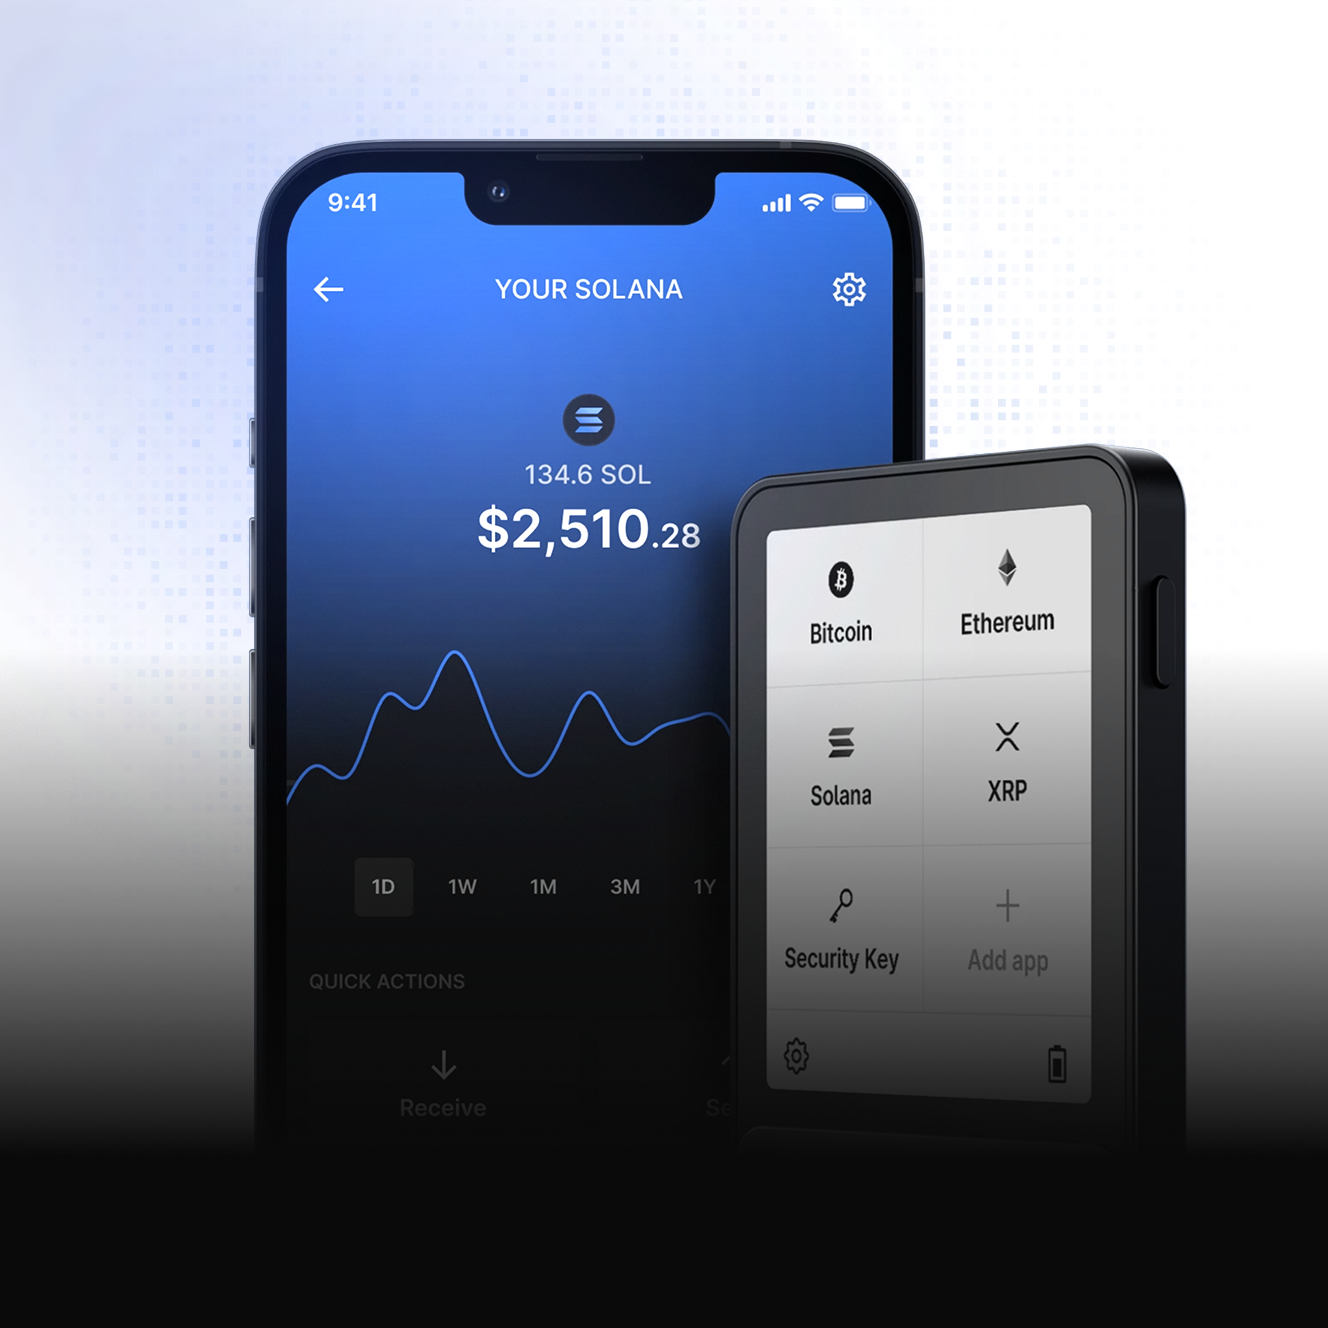 9:41
YOUR SOLANA
134.6 SOL
$2,510.28
1D 1W 1M 3M 1Y
QUICK ACTIONS
Receive
Bitcoin
Ethereum
Solana
XRP
Security Key
Add app